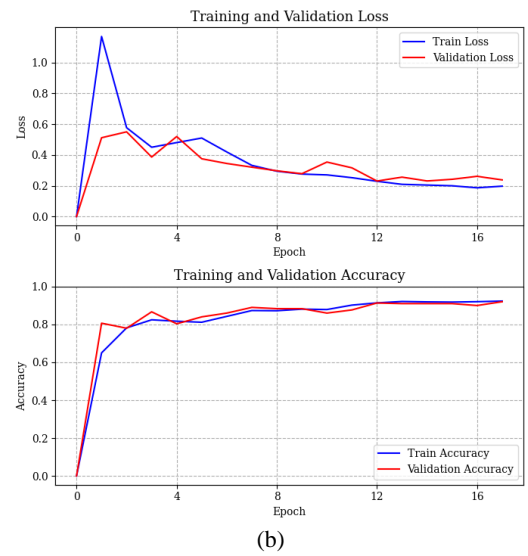 Training and Validation Loss
Train Loss
Validation Loss
1.0
0.8
0.6
0.4
0.2
0.0
Loss
0
4
8
12
16
Epoch
Training and Validation Accuracy
1.0
0.8
0.6
0.4
0.2
0.0
Accuracy
Train Accuracy
Validation Accuracy
0
4
8
12
16
Epoch
(b)